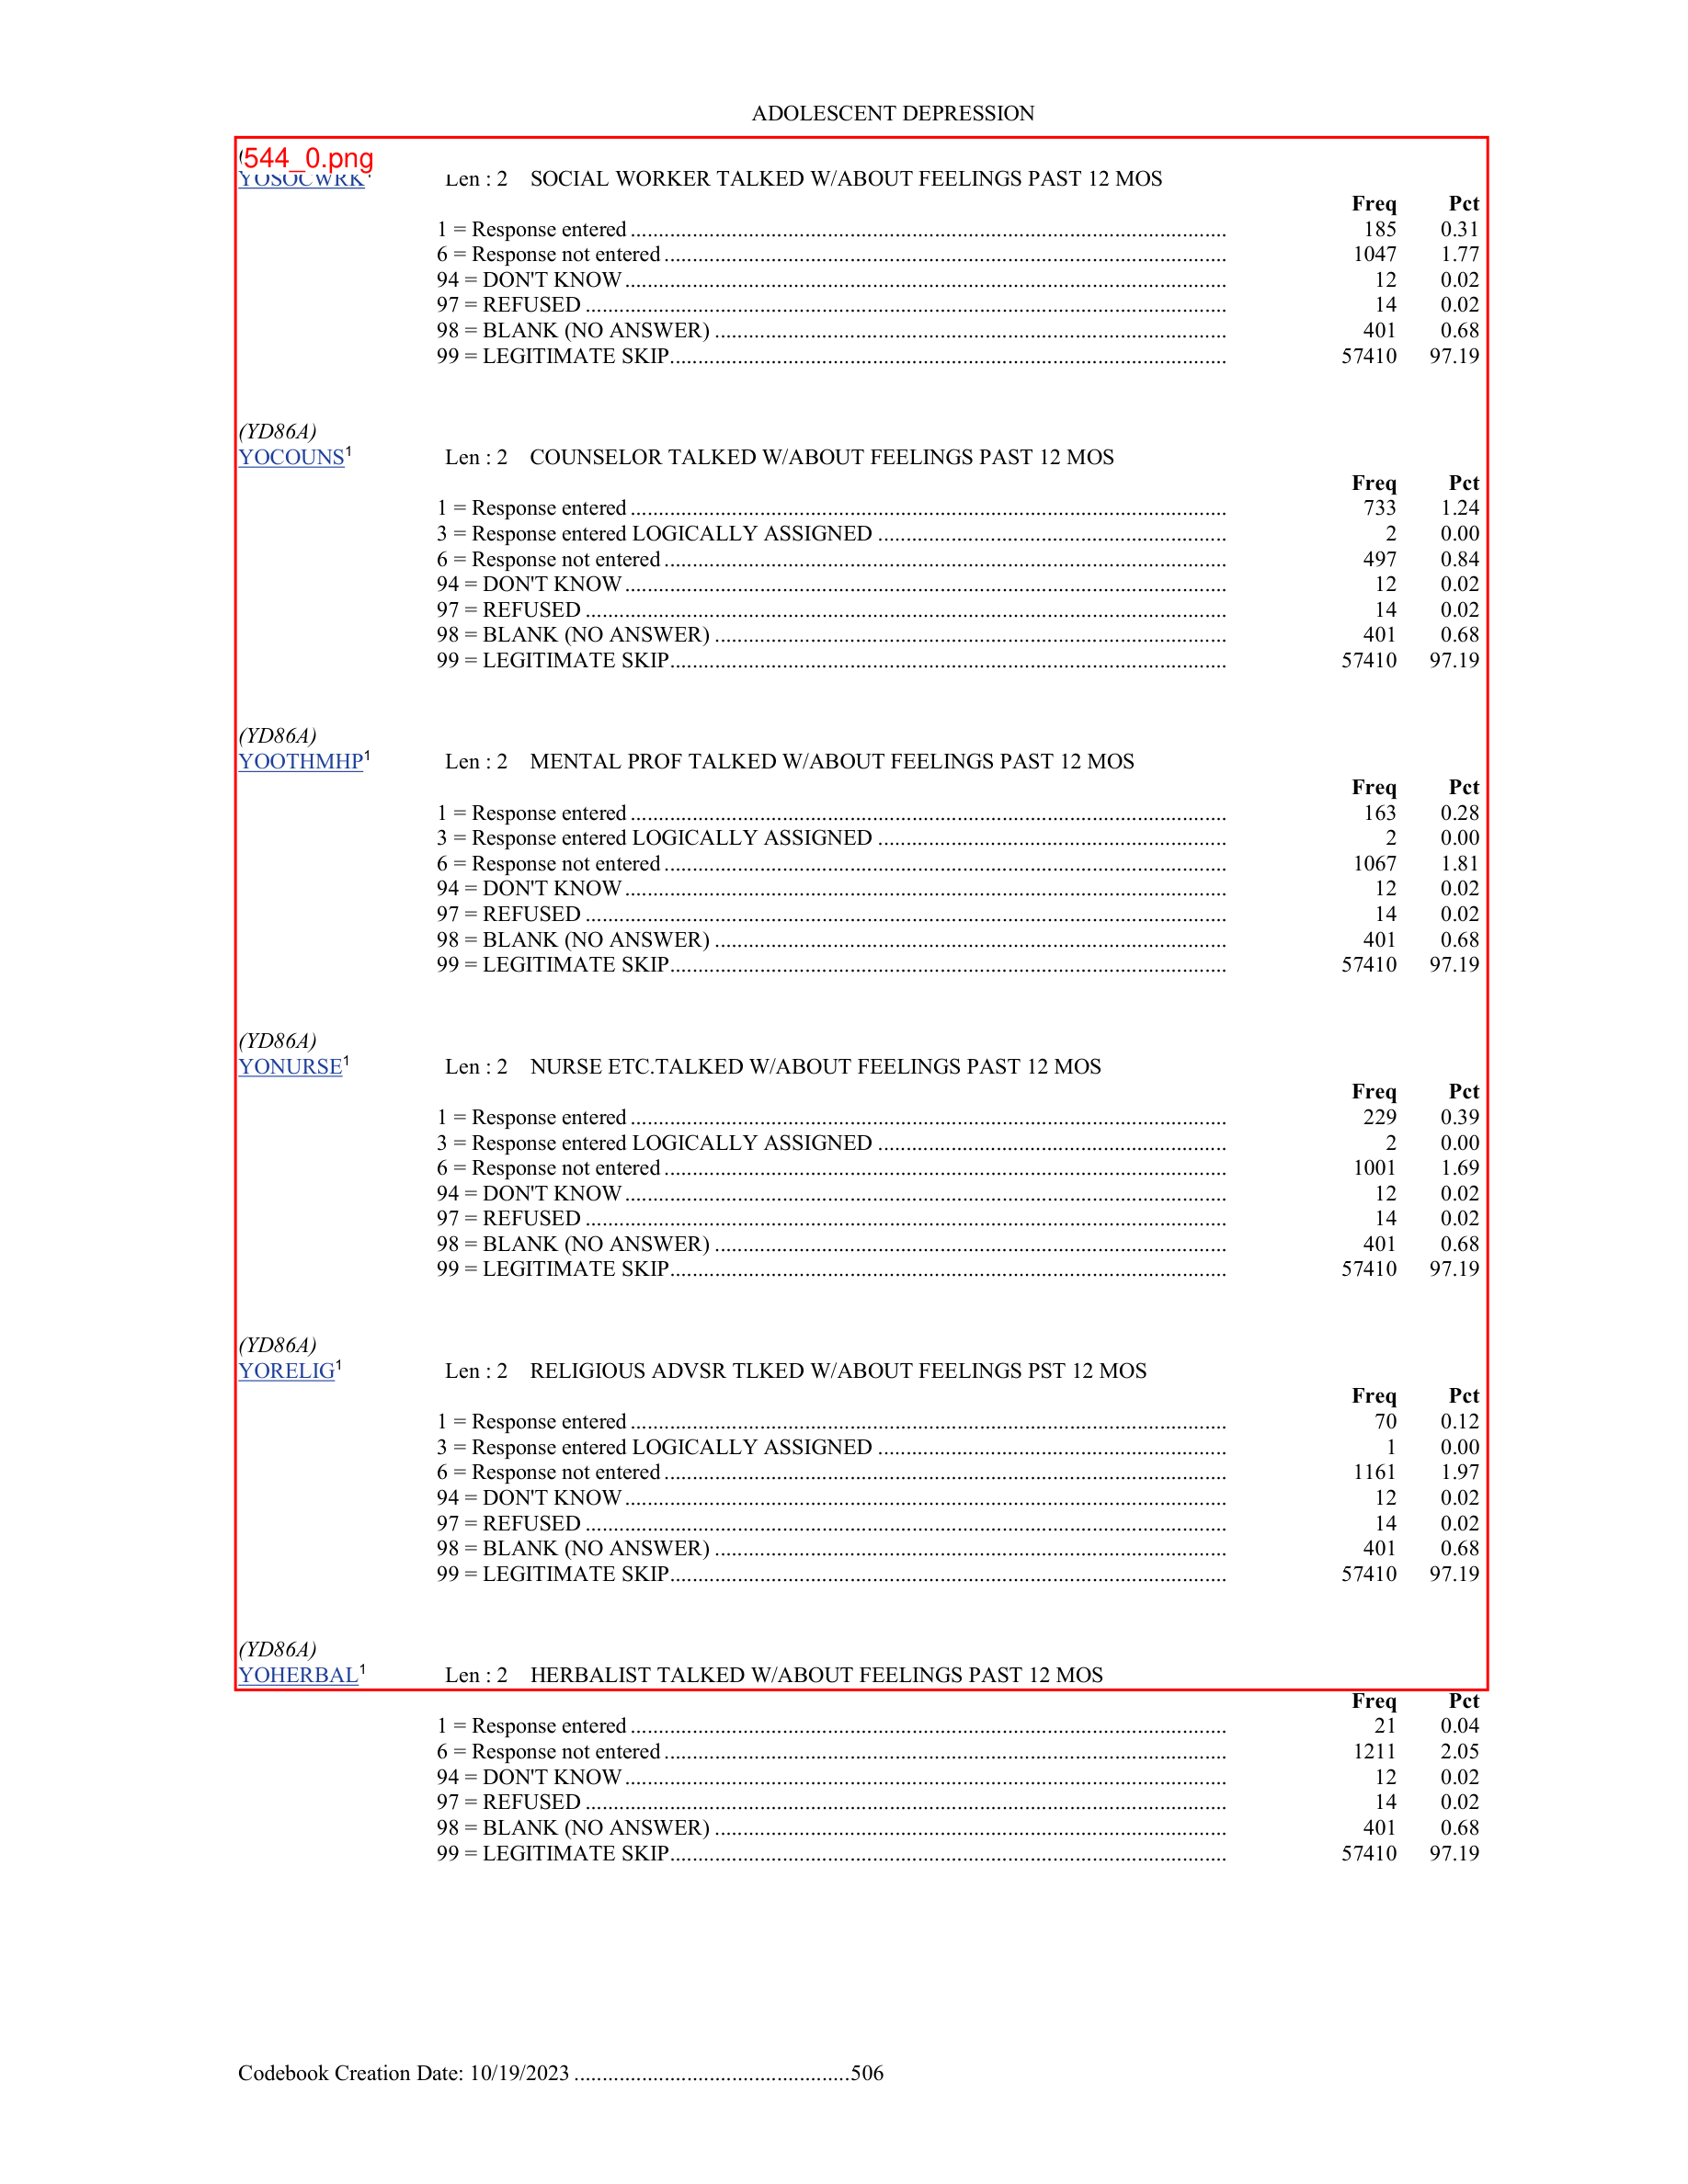 ADOLESCENT DEPRESSION
544_0.png
YOSOCWRK¹ Len : 2 SOCIAL WORKER TALKED W/ABOUT FEELINGS PAST 12 MOS
Freq Pct
1 = Response entered 185 0.31
6 = Response not entered 1047 1.77
94 = DON'T KNOW 12 0.02
97 = REFUSED 14 0.02
98 = BLANK (NO ANSWER) 401 0.68
99 = LEGITIMATE SKIP 57410 97.19
(YD86A)
YOCOUNS¹ Len : 2 COUNSELOR TALKED W/ABOUT FEELINGS PAST 12 MOS
Freq Pct
1 = Response entered 733 1.24
3 = Response entered LOGICALLY ASSIGNED 2 0.00
6 = Response not entered 497 0.84
94 = DON'T KNOW 12 0.02
97 = REFUSED 14 0.02
98 = BLANK (NO ANSWER) 401 0.68
99 = LEGITIMATE SKIP 57410 97.19
(YD86A)
YOOTHMHP¹ Len : 2 MENTAL PROF TALKED W/ABOUT FEELINGS PAST 12 MOS
Freq Pct
1 = Response entered 163 0.28
3 = Response entered LOGICALLY ASSIGNED 2 0.00
6 = Response not entered 1067 1.81
94 = DON'T KNOW 12 0.02
97 = REFUSED 14 0.02
98 = BLANK (NO ANSWER) 401 0.68
99 = LEGITIMATE SKIP 57410 97.19
(YD86A)
YONURSE¹ Len : 2 NURSE ETC.TALKED W/ABOUT FEELINGS PAST 12 MOS
Freq Pct
1 = Response entered 229 0.39
3 = Response entered LOGICALLY ASSIGNED 2 0.00
6 = Response not entered 1001 1.69
94 = DON'T KNOW 12 0.02
97 = REFUSED 14 0.02
98 = BLANK (NO ANSWER) 401 0.68
99 = LEGITIMATE SKIP 57410 97.19
(YD86A)
YORELIG¹ Len : 2 RELIGIOUS ADVSR TLKED W/ABOUT FEELINGS PST 12 MOS
Freq Pct
1 = Response entered 70 0.12
3 = Response entered LOGICALLY ASSIGNED 1 0.00
6 = Response not entered 1161 1.97
94 = DON'T KNOW 12 0.02
97 = REFUSED 14 0.02
98 = BLANK (NO ANSWER) 401 0.68
99 = LEGITIMATE SKIP 57410 97.19
(YD86A)
YOHERBAL¹ Len : 2 HERBALIST TALKED W/ABOUT FEELINGS PAST 12 MOS
Freq Pct
1 = Response entered 21 0.04
6 = Response not entered 1211 2.05
94 = DON'T KNOW 12 0.02
97 = REFUSED 14 0.02
98 = BLANK (NO ANSWER) 401 0.68
99 = LEGITIMATE SKIP 57410 97.19
Codebook Creation Date: 10/19/2023 506